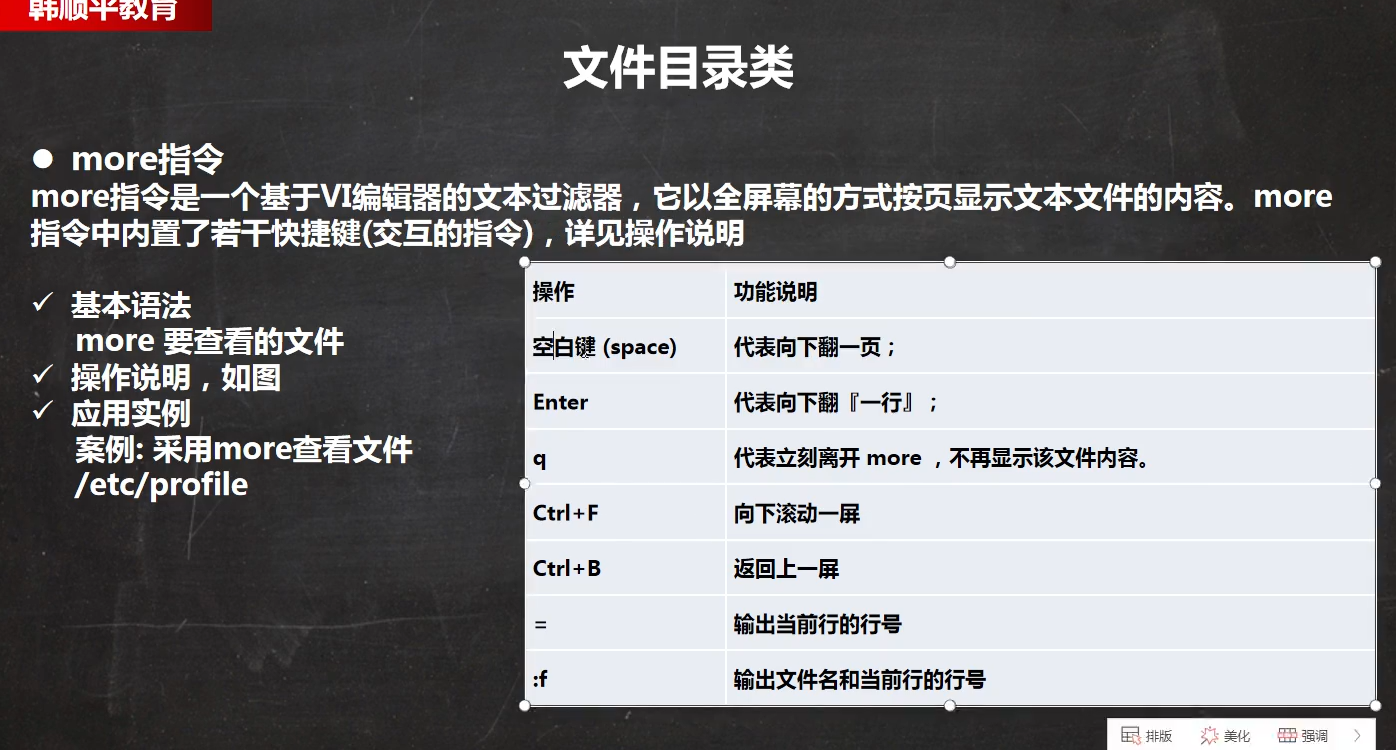 韩顺平教育
文件目录类
● more指令
more指令是一个基于VI编辑器的文本过滤器，它以全屏幕的方式按页显示文本文件的内容。more
指令中内置了若干快捷键(交互的指令)，详见操作说明
✓ 基本语法
more 要查看的文件
✓ 操作说明，如图
✓ 应用实例
案例: 采用more查看文件
/etc/profile
操作 功能说明
空白键 (space) 代表向下翻一页；
Enter 代表向下翻『一行』；
q 代表立刻离开 more ，不再显示该文件内容。
Ctrl+F 向下滚动一屏
Ctrl+B 返回上一屏
= 输出当前行的行号
:f 输出文件名和当前行的行号
排版 美化 强调